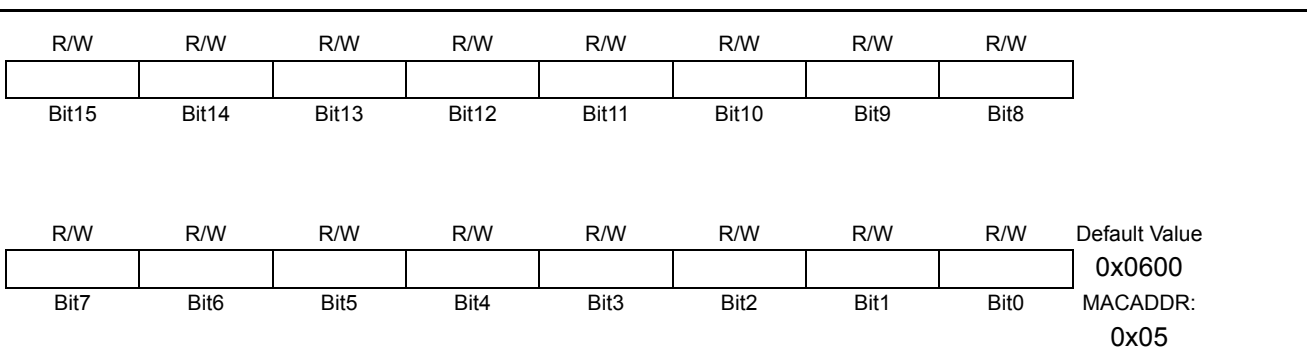 R/W R/W R/W R/W R/W R/W R/W R/W
Bit15 Bit14 Bit13 Bit12 Bit11 Bit10 Bit9 Bit8
R/W R/W R/W R/W R/W R/W R/W R/W Default Value
0x0600
Bit7 Bit6 Bit5 Bit4 Bit3 Bit2 Bit1 Bit0 MACADDR:
0x05